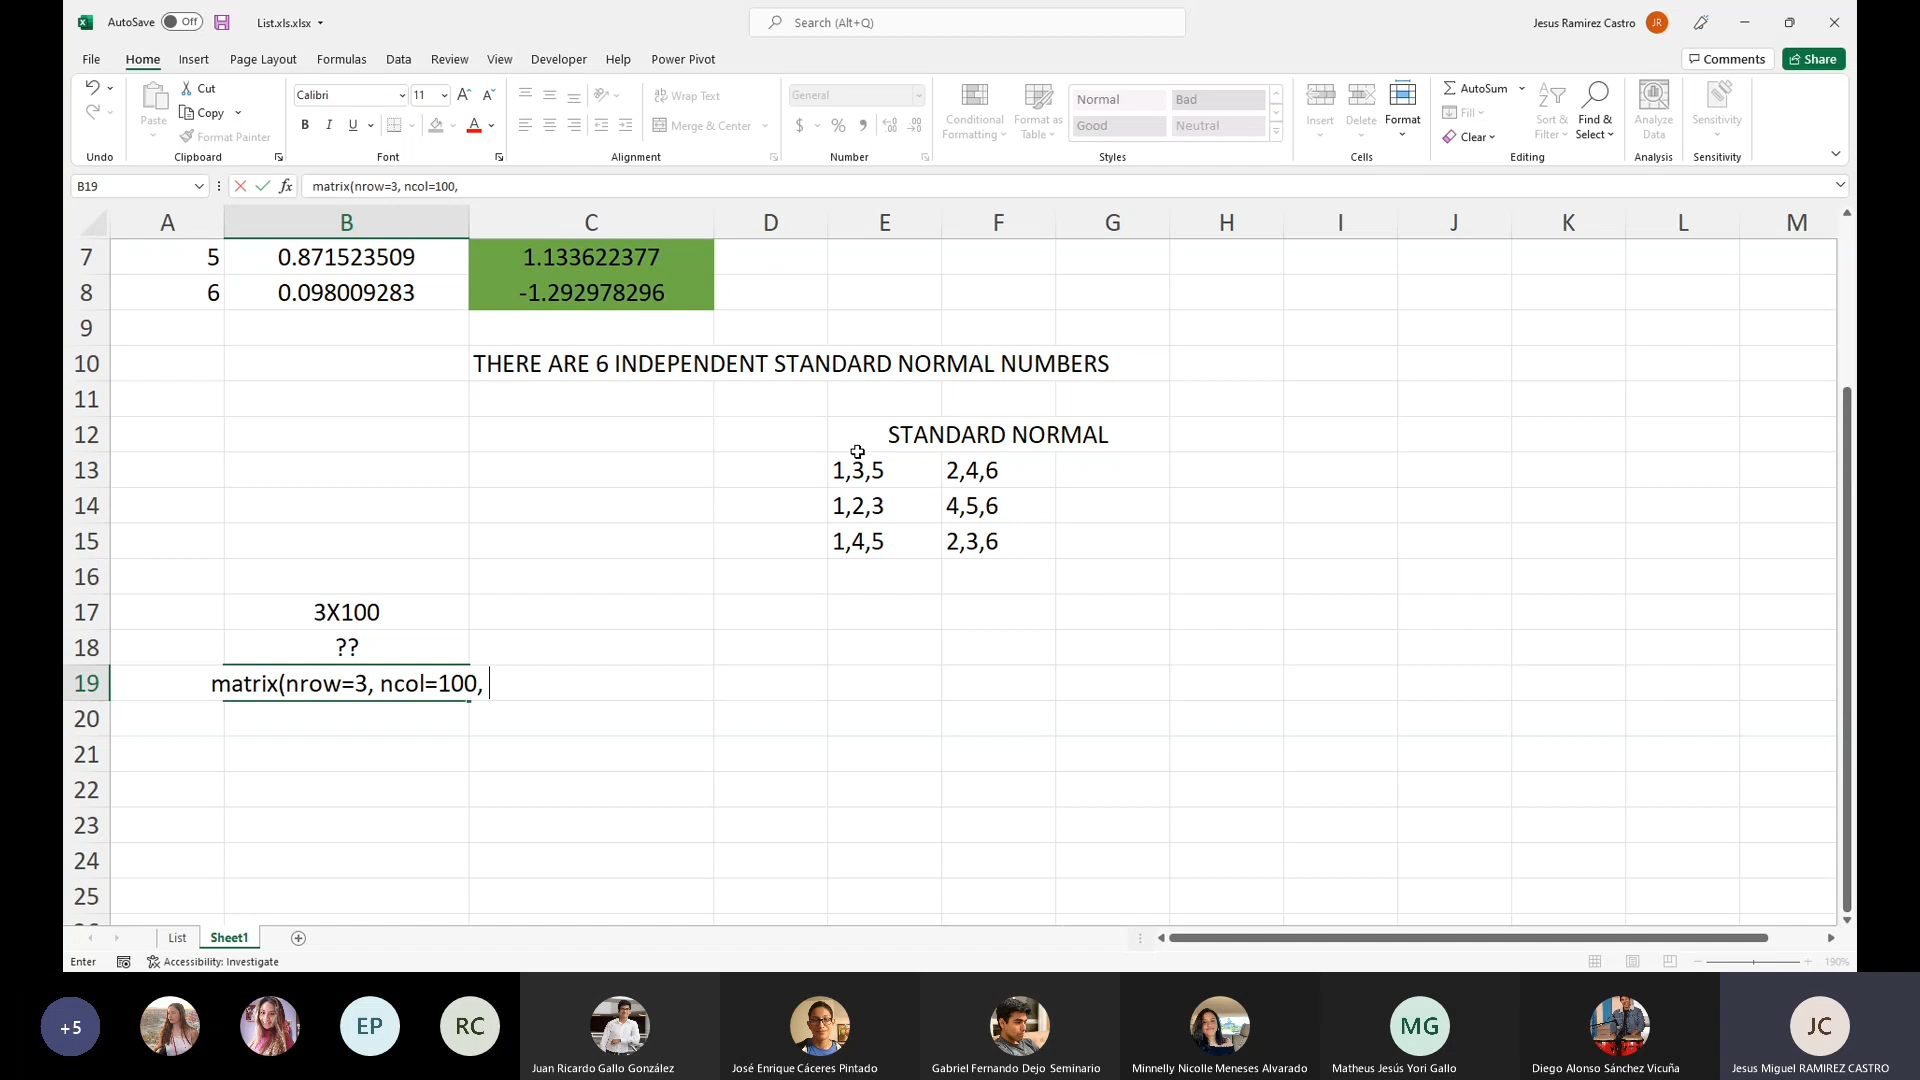 AutoSave Off List.xls.xlsx Search (Alt+Q) Jesus Ramirez Castro JR
File Home Insert Page Layout Formulas Data Review View Developer Help Power Pivot Comments Share
Cut
Copy
Format Painter
Paste
Calibri 11
B I U
Wrap Text
Merge & Center
General
$ %
Conditional Formatting
Format as Table
Normal Bad
Good Neutral
Insert Delete Format
AutoSum
Fill
Clear
Sort & Filter
Find & Select
Analyze Data
Sensitivity
Undo Clipboard Font Alignment Number Styles Cells Editing Analysis Sensitivity
B19 fx matrix(nrow=3, ncol=100,
A B C D E F G H I J K L M
7 5 0.871523509 1.133622377
8 6 0.098009283 -1.292978296
9
10 THERE ARE 6 INDEPENDENT STANDARD NORMAL NUMBERS
11
12 STANDARD NORMAL
13 1,3,5 2,4,6
14 1,2,3 4,5,6
15 1,4,5 2,3,6
16
17 3X100
18 ??
19 matrix(nrow=3, ncol=100,
20
21
22
23
24
25
List Sheet1
Enter Accessibility: Investigate 190%
+5 EP RC MG JC
Juan Ricardo Gallo González José Enrique Cáceres Pintado Gabriel Fernando Dejo Seminario Minnelly Nicolle Meneses Alvarado Matheus Jesús Yori Gallo Diego Alonso Sánchez Vicuña Jesus Miguel RAMIREZ CASTRO